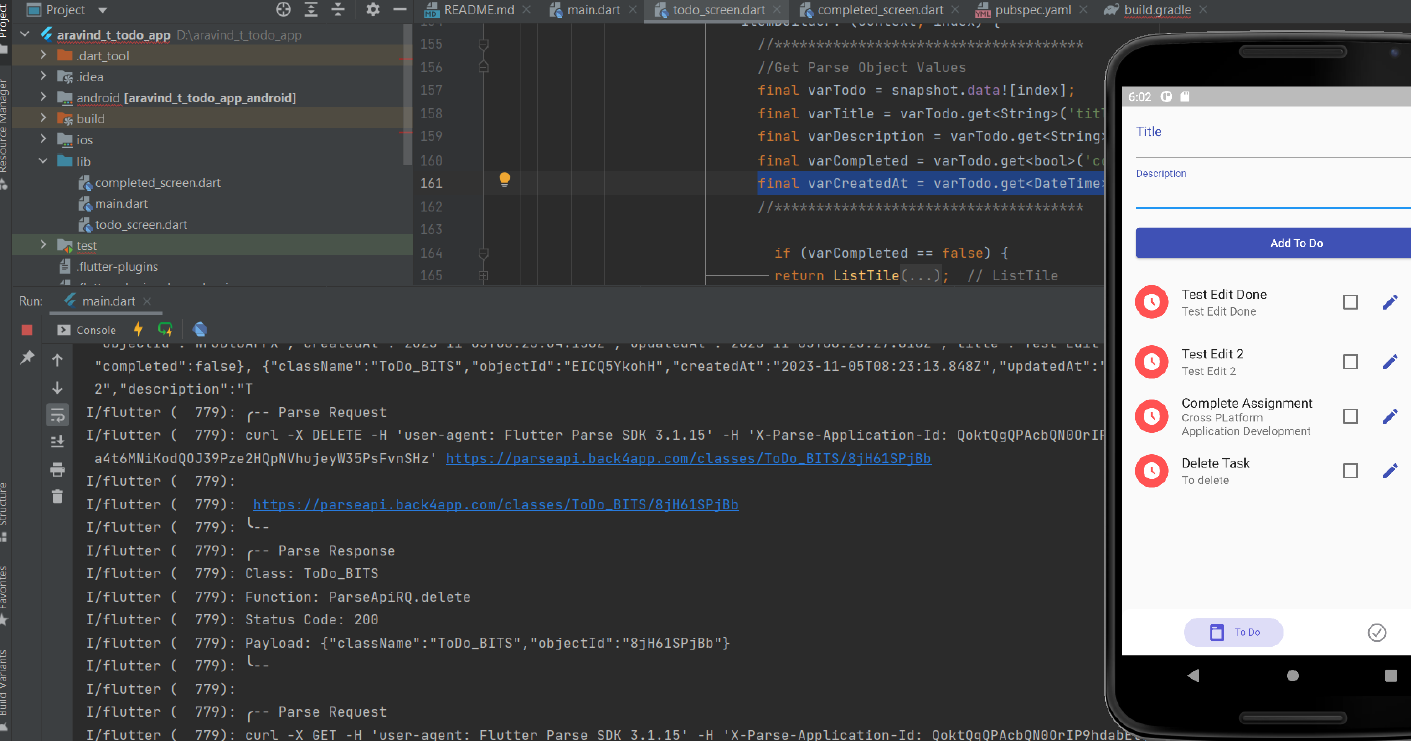 Project
README.md
main.dart
todo_screen.dart
completed_screen.dart
pubspec.yaml
build.gradle
Project
Resource Manager
Structure
Favorites
Build Variants
aravind_t_todo_app D:\aravind_t_todo_app
.dart_tool
.idea
android [aravind_t_todo_app_android]
build
ios
lib
completed_screen.dart
main.dart
todo_screen.dart
test
.flutter-plugins
155 //*************************************
156 //Get Parse Object Values
157 final varTodo = snapshot.data![index];
158 final varTitle = varTodo.get<String>('titl
159 final varDescription = varTodo.get<String>
160 final varCompleted = varTodo.get<bool>('co
161 final varCreatedAt = varTodo.get<DateTime>
162 //*************************************
163
164 if (varCompleted == false) {
165 return ListTile(...); // ListTile
Run: main.dart
Console
"completed":false}, {"className":"ToDo_BITS","objectId":"EICQ5YkohH","createdAt":"2023-11-05T08:23:13.848Z","updatedAt":"
2","description":"T
I/flutter ( 779): ╭-- Parse Request
I/flutter ( 779): curl -X DELETE -H 'user-agent: Flutter Parse SDK 3.1.15' -H 'X-Parse-Application-Id: QoktQgQPAcbQN0OrIP
a4t6MNiKodQOJ39Pze2HQpNVhujeyW35PsFvnSHz' https://parseapi.back4app.com/classes/ToDo_BITS/8jH61SPjBb
I/flutter ( 779):
I/flutter ( 779): https://parseapi.back4app.com/classes/ToDo_BITS/8jH61SPjBb
I/flutter ( 779): ╰--
I/flutter ( 779): ╭-- Parse Response
I/flutter ( 779): Class: ToDo_BITS
I/flutter ( 779): Function: ParseApiRQ.delete
I/flutter ( 779): Status Code: 200
I/flutter ( 779): Payload: {"className":"ToDo_BITS","objectId":"8jH61SPjBb"}
I/flutter ( 779): ╰--
I/flutter ( 779):
I/flutter ( 779): ╭-- Parse Request
I/flutter ( 779): curl -X GET -H 'user-agent: Flutter Parse SDK 3.1.15' -H 'X-Parse-Application-Id: QoktQgQPAcbQN0OrIP9hdabEt
6:02
Title
Description
Add To Do
Test Edit Done
Test Edit Done
Test Edit 2
Test Edit 2
Complete Assignment
Cross PLatform
Application Development
Delete Task
To delete
To Do